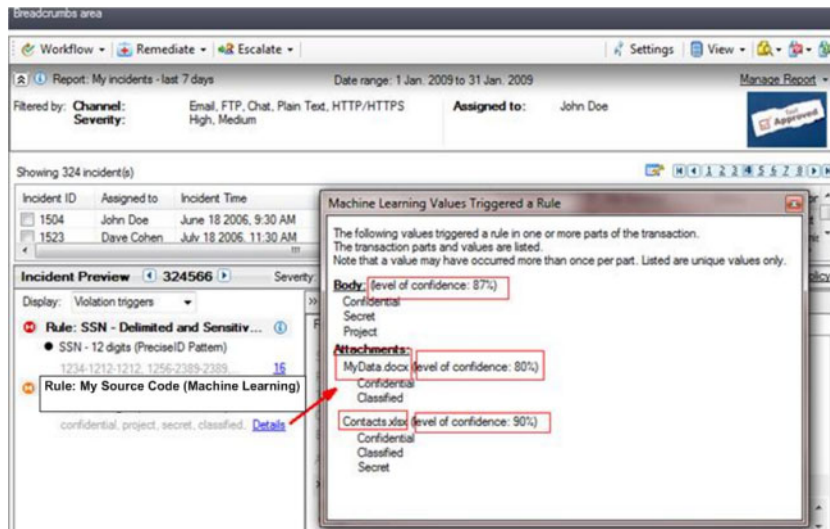 Breadcrumbs area
Workflow Remediate Escalate Settings View
Report: My incidents - last 7 days Date range: 1 Jan. 2009 to 31 Jan. 2009 Manage Report
Filtered by: Channel: Email, FTP, Chat, Plain Text, HTTP/HTTPS Assigned to: John Doe
Severity: High, Medium
Approved
Showing 324 incident(s) 1 2 3 4 5 6 7 8
Incident ID Assigned to Incident Time
1504 John Doe June 18 2006, 9:30 AM
1523 Dave Cohen July 18 2006, 11:30 AM
Incident Preview 324566 Severity:
Display: Violation triggers
Rule: SSN - Delimited and Sensitiv...
SSN - 12 digits (PreciseID Pattern)
1234-1212-1212, 1256-2389-2389,... 16
Rule: My Source Code (Machine Learning)
confidential, project, secret, classified, Details
Machine Learning Values Triggered a Rule
The following values triggered a rule in one or more parts of the transaction.
The transaction parts and values are listed.
Note that a value may have occurred more than once per part. Listed are unique values only.
Body: (level of confidence: 87%)
Confidential
Secret
Project
Attachments:
MyData.docx (level of confidence: 80%)
Confidential
Classified
Contacts.xlsx (level of confidence: 90%)
Confidential
Classified
Secret